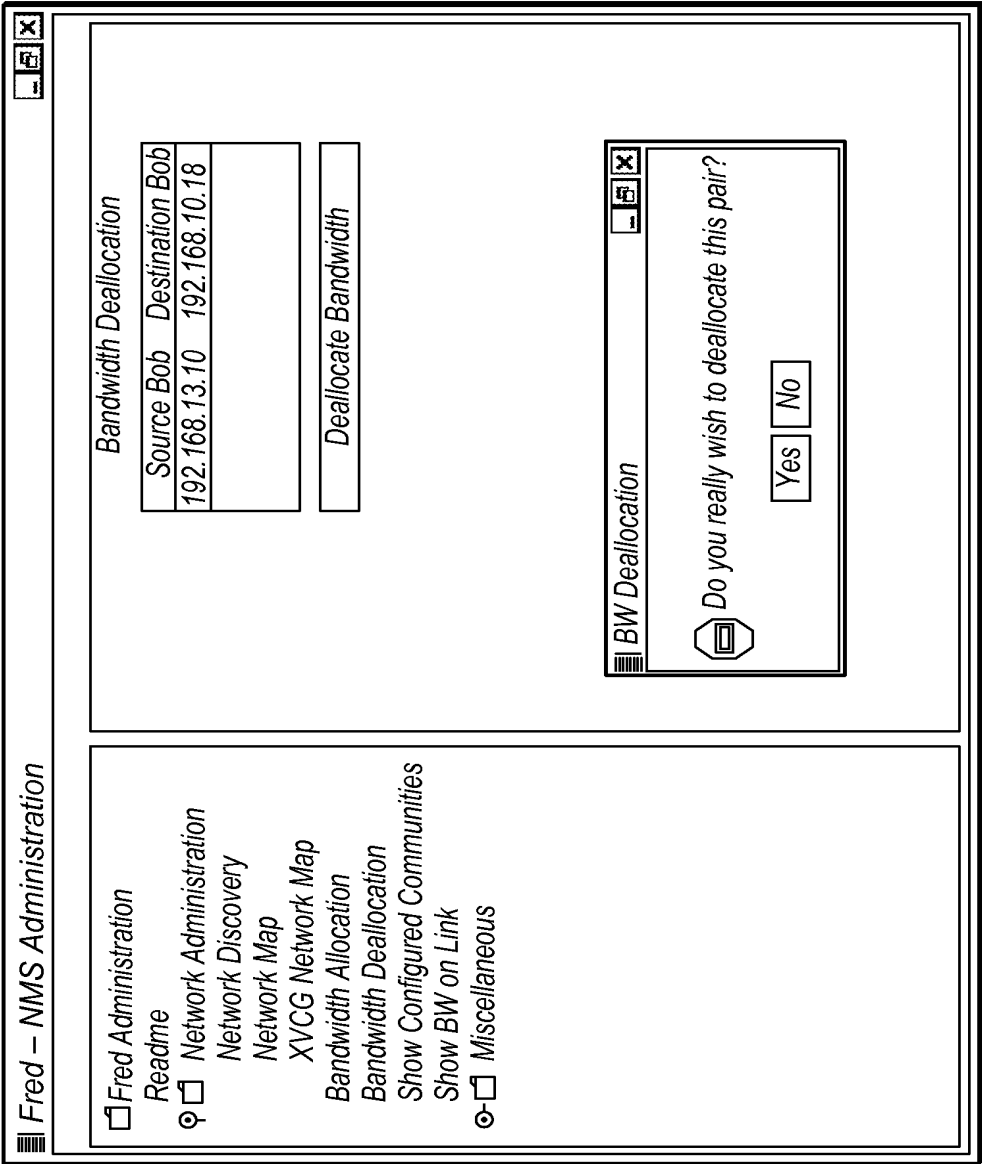 Fred – NMS Administration
Fred Administration
Readme
Network Administration
Network Discovery
Network Map
XVCG Network Map
Bandwidth Allocation
Bandwidth Deallocation
Show Configured Communities
Show BW on Link
Miscellaneous
Bandwidth Deallocation
Source Bob Destination Bob
192.168.13.10 192.168.10.18
Deallocate Bandwidth
BW Deallocation
Do you really wish to deallocate this pair?
Yes No